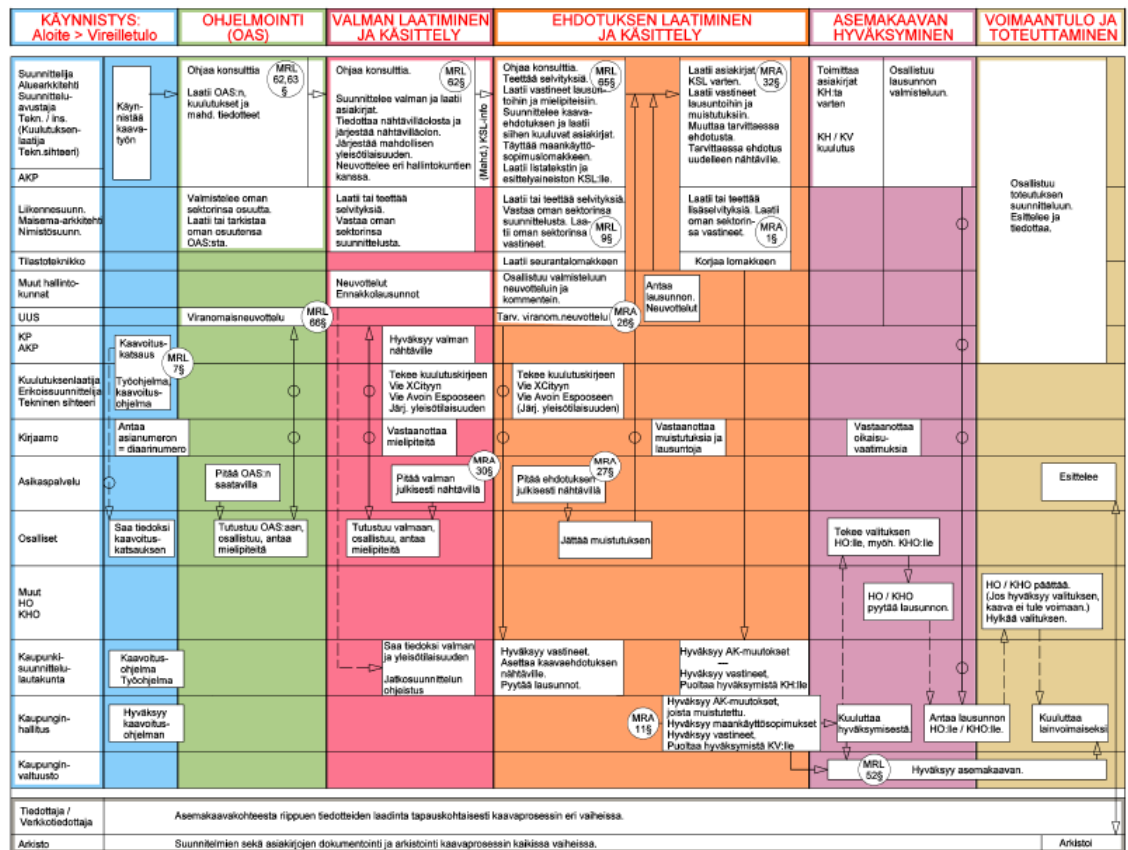 KÄYNNISTYS:
Aloite > Vireilletulo
OHJELMOINTI
(OAS)
VALMAN LAATIMINEN
JA KÄSITTELY
EHDOTUKSEN LAATIMINEN
JA KÄSITTELY
ASEMAKAAVAN
HYVÄKSYMINEN
VOIMAANTULO JA
TOTEUTTAMINEN
Suunnittelija
Aluearkkitehti
Suunnittelu-
avustaja
Tekn. / ins.
(Kuulutuksen-
laatija
Tekn.sihteeri)
AKP
Käyn-
nistää
kaava-
työn
Ohjaa konsulttia
Laatii OAS:n,
kuulutukset ja
mahd. tiedotteet
MRL
62,63
§
Ohjaa konsulttia.
Suunnittelee valman ja laatii
asiakirjat.
Tiedottaa nähtävilläolosta ja
järjestää nähtävilläolon.
Järjestää mahdollisen
yleisötilaisuuden.
Neuvottelee eri hallintokuntien
kanssa.
MRL
62§
(Mahd.) KSL-info
Ohjaa konsulttia.
Teettää selvityksiä.
Laatii vastineet lausun-
toihin ja mielipiteisiin.
Suunnittelee kaava-
ehdotuksen ja laatii
siihen kuuluvat asiakirjat.
Täyttää maankäyttö-
sopimuslomakkeen.
Laatii listatekstin ja
esittelyaineiston KSL:lle.
MRL
65§
Laatii asiakirjat
KSL varten.
Laatii vastineet
lausuntoihin ja
muistutuksiin.
Muuttaa tarvittaessa
ehdotusta.
Tarvittaessa ehdotus
uudelleen nähtäville.
MRA
32§
Toimittaa
asiakirjat
KH:ta
varten
KH / KV
kuulutus
Osallistuu
lausunnon
valmisteluun.
Liikennesuunn.
Maisema-arkkitehti
Nimistösuunn.
Valmistelee oman
sektorinsa osuutta.
Laatii tai tarkistaa
oman osuutensa
OAS:sta.
Laatii tai teettää
selvityksiä.
Vastaa oman
sektorinsa
suunnittelusta.
Laatii tai teettää selvityksiä.
Vastaa oman sektorinsa
suunnittelusta. Laa-
tii oman sektorinsa
vastineet.
MRL
9§
Laatii tai teettää
lisäselvityksiä. Laatii
oman sektorin-
sa vastineet.
MRA
1§
Osallistuu
toteutuksen
suunnitteluun.
Esittelee ja
tiedottaa.
Tilastoteknikko
Laatii seurantalomakkeen
Korjaa lomakkeen
Muut hallinto-
kunnat
Neuvottelut
Ennakkolausunnot
Osallistuu valmisteluun
neuvotteluin ja
kommentein.
Antaa
lausunnon.
Neuvottelut
UUS
Viranomaisneuvottelu
MRL
66§
Tarv. viranom.neuvottelu
MRA
26§
KP
AKP
Kaavoitus-
katsaus
Työohjelma,
kaavoitus-
ohjelma
MRL
7§
Hyväksyy valman
nähtäville
Kuulutuksenlaatija
Erikoissuunnittelija
Tekninen sihteeri
Tekee kuulutuskirjeen
Vie XCityyn
Vie Avoin Espooseen
Järj. yleisötilaisuuden
Tekee kuulutuskirjeen
Vie XCityyn
Vie Avoin Espooseen
(Järj. yleisötilaisuuden)
Kirjaamo
Antaa
asianumeron
= diaarinumero
Vastaanottaa
mielipiteitä
Vastaanottaa
muistutuksia ja
lausuntoja
Vastaanottaa
oikaisu-
vaatimuksia
Asikaspalvelu
Pitää OAS:n
saatavilla
Pitää valman
julkisesti nähtävillä
MRA
30§
Pitää ehdotuksen
julkisesti nähtävillä
MRA
27§
Esittelee
Osalliset
Saa tiedoksi
kaavoitus-
katsauksen
Tutustuu OAS:aan,
osallistuu, antaa
mielipiteitä
Tutustuu valmaan,
osallistuu, antaa
mielipiteitä
Jättää muistutuksen
Tekee valituksen
HO:lle, myöh. KHO:lle
Muut
HO
KHO
HO / KHO
pyytää lausunnon.
HO / KHO päättää.
(Jos hyväksyy valituksen,
kaava ei tule voimaan.)
Hylkää valituksen.
Kaupunki-
suunnittelu-
lautakunta
Kaavoitus-
ohjelma
Työohjelma
Saa tiedoksi valman
ja yleisötilaisuuden
Jatkosuunnittelun
ohjeistus
Hyväksyy vastineet.
Asettaa kaavaehdotuksen
nähtäville.
Pyytää lausunnot.
Hyväksyy AK-muutokset
—
Hyväksyy vastineet,
Puoltaa hyväksymistä KH:lle
Kaupungin-
hallitus
Hyväksyy
kaavoitus-
ohjelman
MRA
11§
Hyväksyy AK-muutokset,
joista muistutettu.
Hyväksyy maankäyttösopimukset
Hyväksyy vastineet,
Puoltaa hyväksymistä KV:lle
Kuuluttaa
hyväksymisestä.
Antaa lausunnon
HO:lle / KHO:lle.
Kuuluttaa
lainvoimaiseksi
Kaupungin-
valtuusto
MRL
52§
Hyväksyy asemakaavan.
Tiedottaja /
Verkkotiedottaja
Asemakaavakohteesta riippuen tiedotteiden laadinta tapauskohtaisesti kaavaprosessin eri vaiheissa.
Arkisto
Suunnitelmien sekä asiakirjojen dokumentointi ja arkistointi kaavaprosessin kaikissa vaiheissa.
Arkistoi